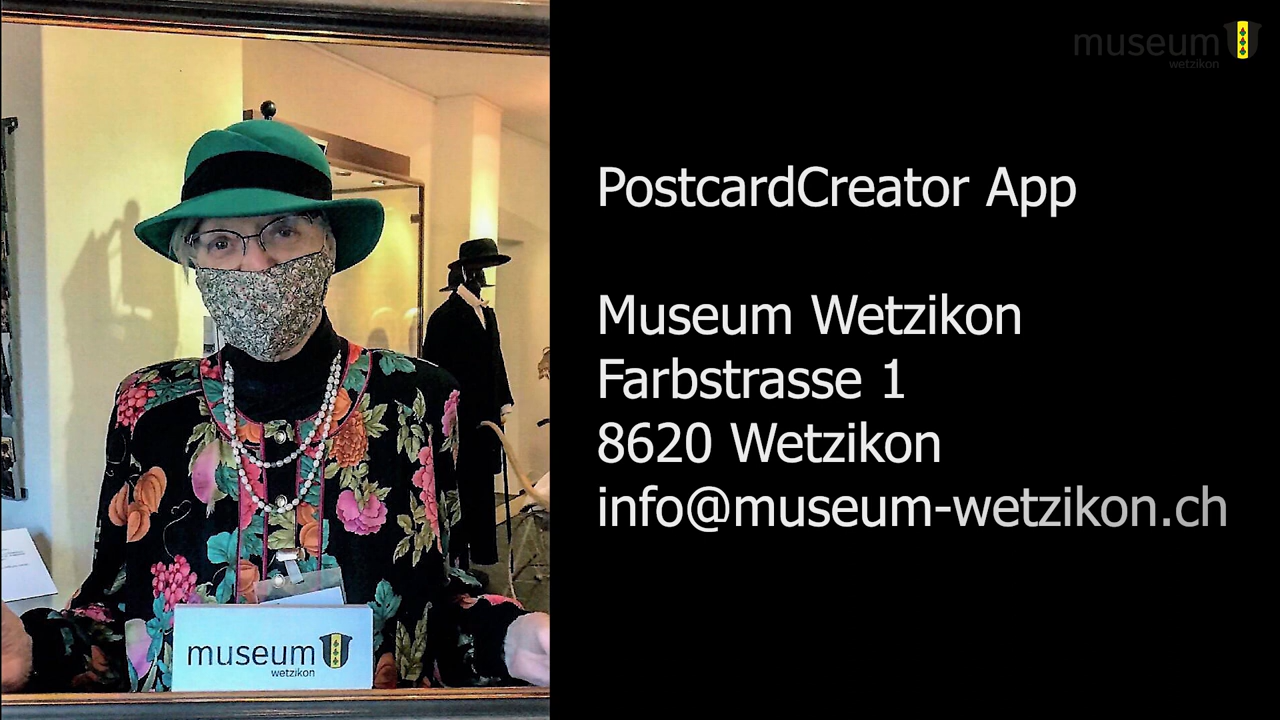 museum
wetzikon
PostcardCreator App
Museum Wetzikon
Farbstrasse 1
8620 Wetzikon
info@museum-wetzikon.ch
museum
wetzikon